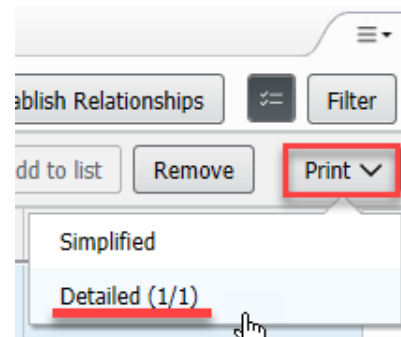 ablish Relationships Filter
dd to list Remove Print
Simplified
Detailed (1/1)